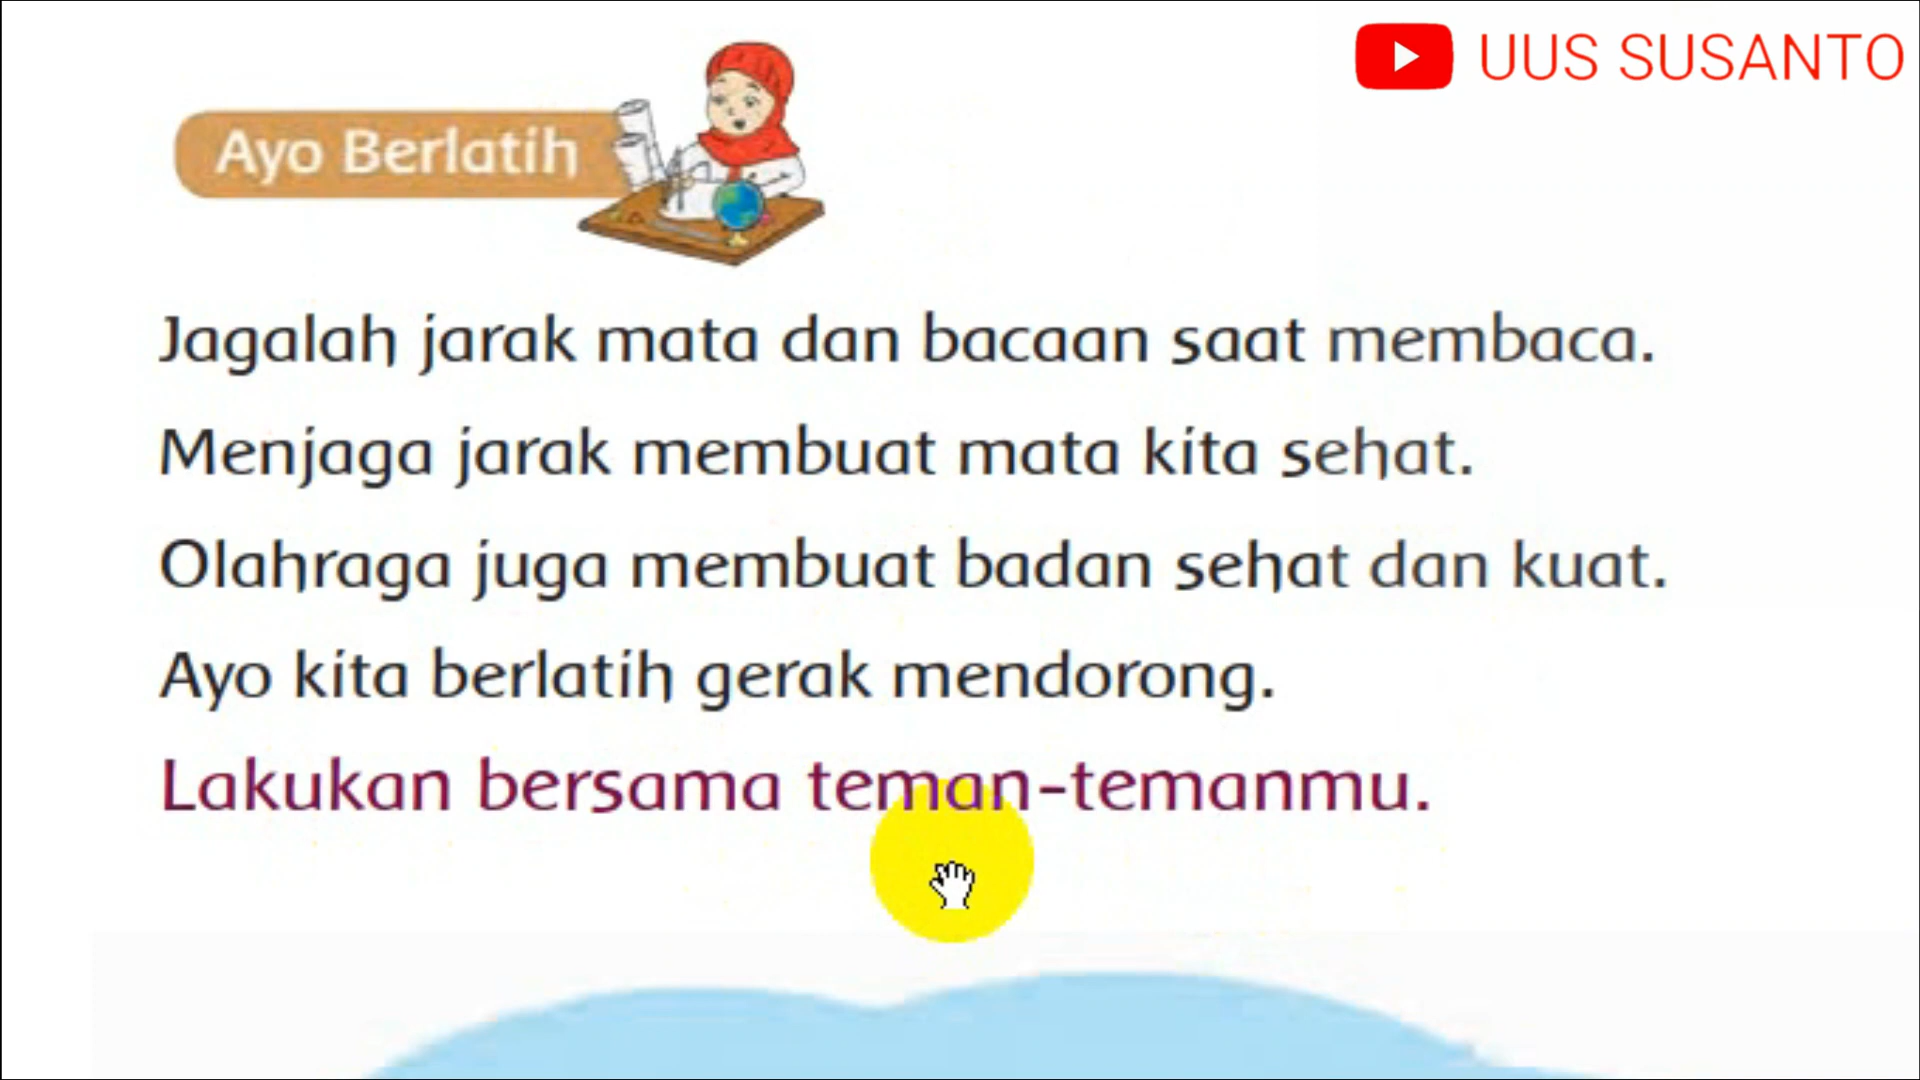 UUS SUSANTO
Ayo Berlatih
Jagalah jarak mata dan bacaan saat membaca.
Menjaga jarak membuat mata kita sehat.
Olahraga juga membuat badan sehat dan kuat.
Ayo kita berlatih gerak mendorong.
Lakukan bersama teman-temanmu.